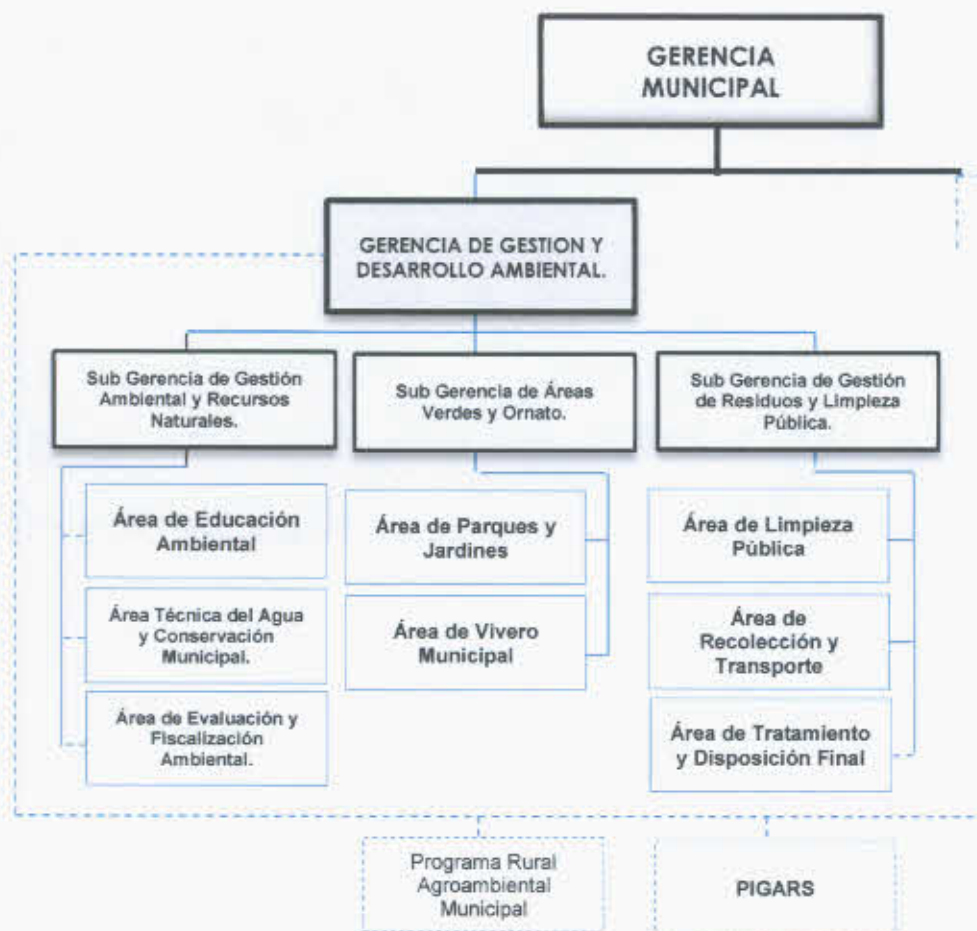 GERENCIA
MUNICIPAL
GERENCIA DE GESTION Y
DESARROLLO AMBIENTAL.
Sub Gerencia de Gestión
Ambiental y Recursos
Naturales.
Sub Gerencia de Áreas
Verdes y Ornato.
Sub Gerencia de Gestión
de Residuos y Limpieza
Pública.
Área de Educación
Ambiental
Área de Parques y
Jardines
Área de Limpieza
Pública
Área Técnica del Agua
y Conservación
Municipal.
Área de Vivero
Municipal
Área de
Recolección y
Transporte
Área de Evaluación y
Fiscalización
Ambiental.
Área de Tratamiento
y Disposición Final
Programa Rural
Agroambiental
Municipal
PIGARS